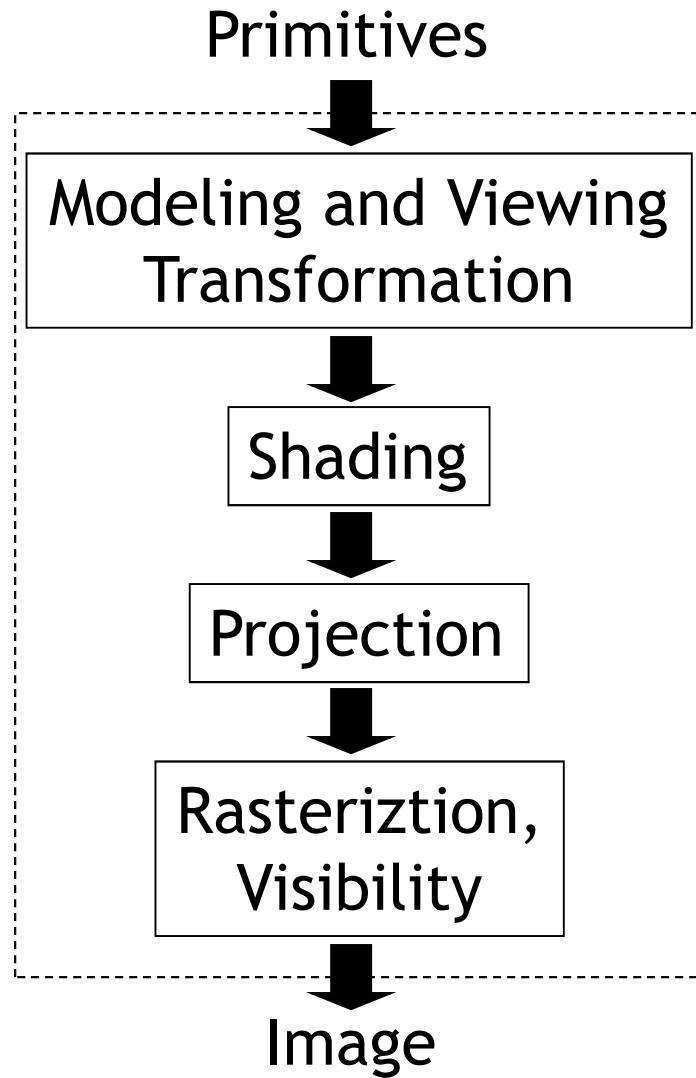 Primitives
Modeling and Viewing
Transformation
Shading
Projection
Rasteriztion,
Visibility
Image